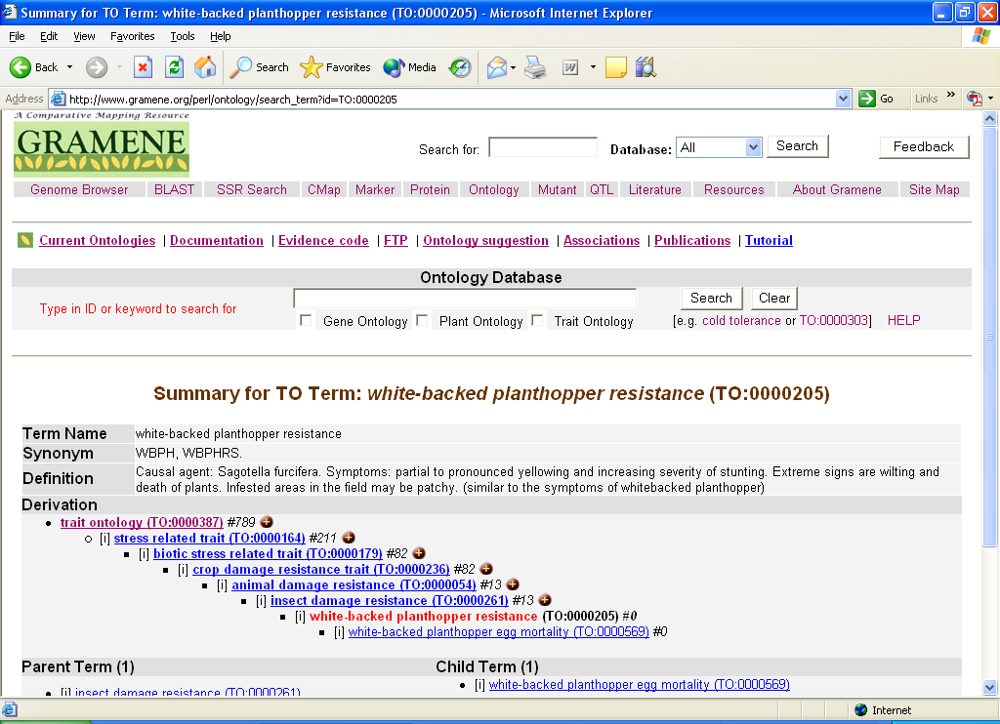 Summary for TO Term: white-backed planthopper resistance (TO:0000205) - Microsoft Internet Explorer
File Edit View Favorites Tools Help
Back Search Favorites Media
Address http://www.gramene.org/perl/ontology/search_term?id=TO:0000205 Go Links »
A Comparative Mapping Resource
GRAMENE
Search for: Database: All Search Feedback
Genome Browser BLAST SSR Search CMap Marker Protein Ontology Mutant QTL Literature Resources About Gramene Site Map
Current Ontologies | Documentation | Evidence code | FTP | Ontology suggestion | Associations | Publications | Tutorial
Ontology Database
Type in ID or keyword to search for Search Clear
Gene Ontology Plant Ontology Trait Ontology [e.g. cold tolerance or TO:0000303] HELP
Summary for TO Term: white-backed planthopper resistance (TO:0000205)
Term Name white-backed planthopper resistance
Synonym WBPH, WBPHRS.
Definition Causal agent: Sagotella furcifera. Symptoms: partial to pronounced yellowing and increasing severity of stunting. Extreme signs are wilting and
death of plants. Infested areas in the field may be patchy. (similar to the symptoms of whitebacked planthopper)
Derivation
trait ontology (TO:0000387) #789
[i] stress related trait (TO:0000164) #211
[i] biotic stress related trait (TO:0000179) #82
[i] crop damage resistance trait (TO:0000236) #82
[i] animal damage resistance (TO:0000054) #13
[i] insect damage resistance (TO:0000261) #13
[i] white-backed planthopper resistance (TO:0000205) #0
[i] white-backed planthopper egg mortality (TO:0000569) #0
Parent Term (1) Child Term (1)
[i] insect damage resistance (TO:0000261) [i] white-backed planthopper egg mortality (TO:0000569)
Internet